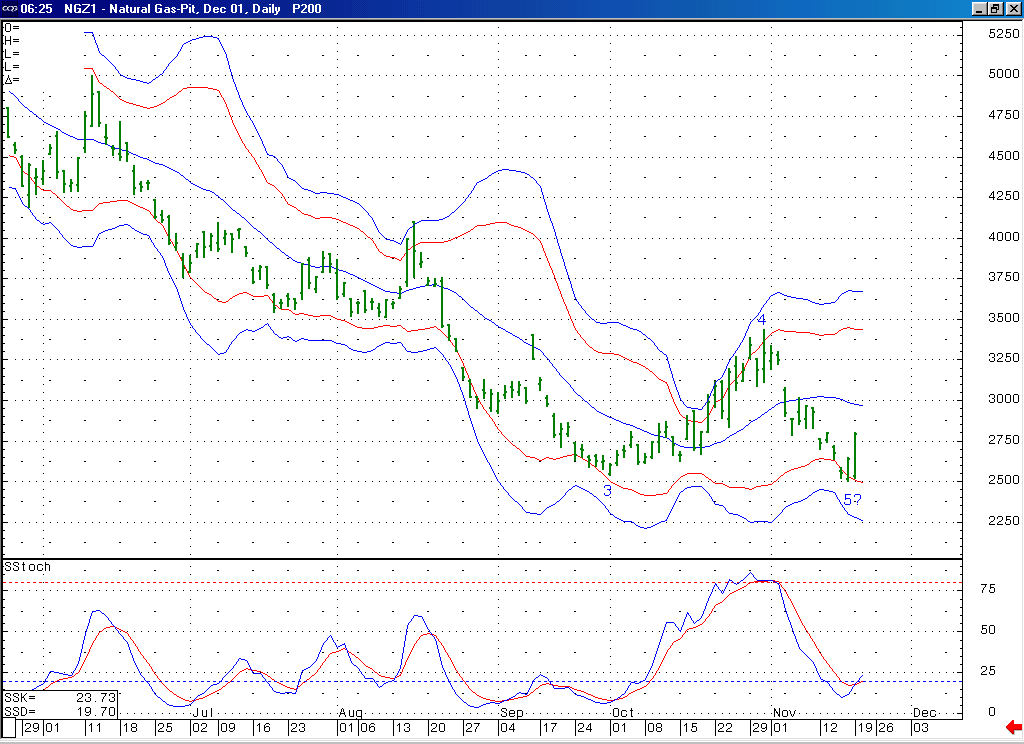 06:25 NGZ1 - Natural Gas-Pit, Dec 01, Daily P200
O=
H=
L=
L=
Δ=
5250
5000
4750
4500
4250
4000
3750
3500
3250
3000
2750
2500
2250
4
3
5?
SStoch
75
50
25
0
SSK= 23.73
SSD= 19.70
Jul Aug Sep Oct Nov Dec
29 01 11 18 25 02 09 16 23 01 06 13 20 27 04 17 24 01 08 15 22 29 01 12 19 26 03